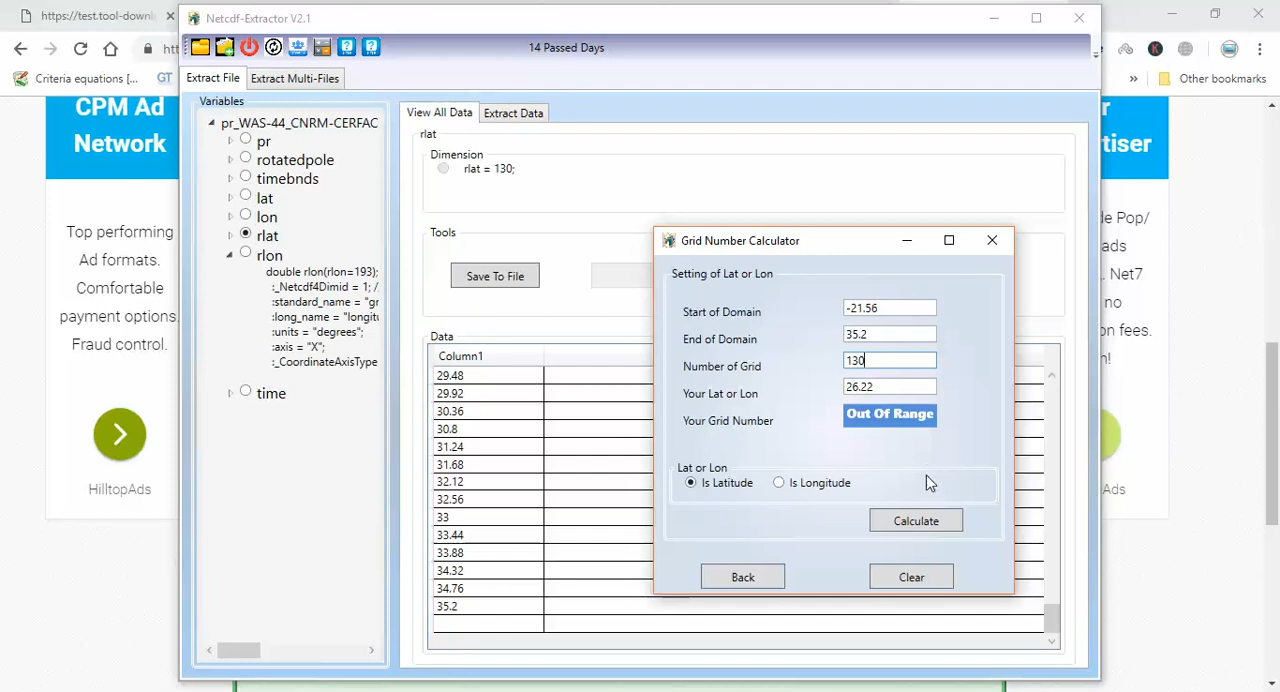 https://test.tool-downl
Netcdf-Extractor V2.1
14 Passed Days
Criteria equations [...
GT
Other bookmarks
Extract File
Extract Multi-Files
CPM Ad
Network
Top performing
Ad formats.
Comfortable
payment options.
Fraud control.
HilltopAds
Variables
pr_WAS-44_CNRM-CERFAC
pr
rotatedpole
timebnds
lat
lon
rlat
rlon
double rlon(rlon=193);
:_Netcdf4Dimid = 1; /
:standard_name = "gr
:long_name = "longitu
:units = "degrees";
:axis = "X";
:_CoordinateAxisType
time
View All Data
Extract Data
rlat
Dimension
rlat = 130;
Tools
Save To File
Data
Column1
29.48
29.92
30.36
30.8
31.24
31.68
32.12
32.56
33
33.44
33.88
34.32
34.76
35.2
Grid Number Calculator
Setting of Lat or Lon
Start of Domain
-21.56
End of Domain
35.2
Number of Grid
130
Your Lat or Lon
26.22
Your Grid Number
Out Of Range
Lat or Lon
Is Latitude
Is Longitude
Calculate
Back
Clear
r
tiser
de Pop/
ads
. Net7
no
on fees.
h!
Ads